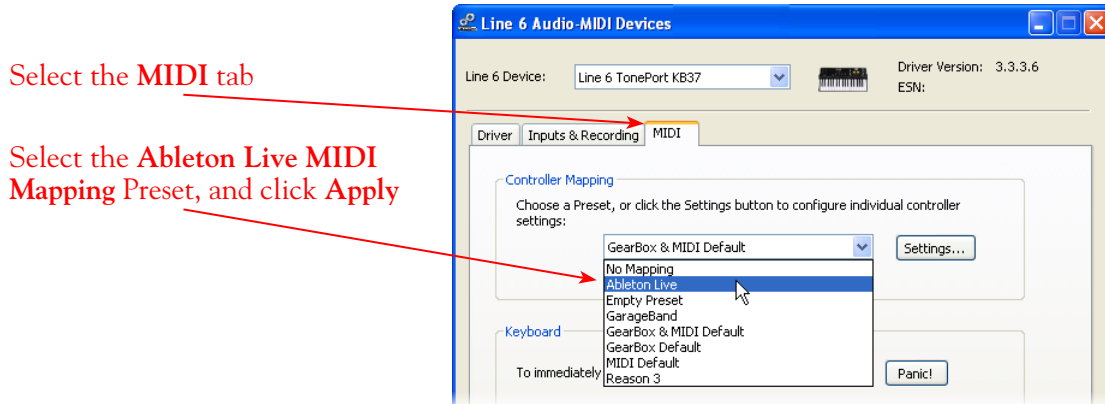 Line 6 Audio-MIDI Devices
Select the MIDI tab
Line 6 Device:
Line 6 TonePort KB37
Driver Version: 3.3.3.6
ESN:
Driver
Inputs & Recording
MIDI
Select the Ableton Live MIDI
Mapping Preset, and click Apply
Controller Mapping
Choose a Preset, or click the Settings button to configure individual controller
settings:
GearBox & MIDI Default
Settings...
No Mapping
Ableton Live
Empty Preset
GarageBand
GearBox & MIDI Default
GearBox Default
MIDI Default
Reason 3
Keyboard
To immediately
Panic!